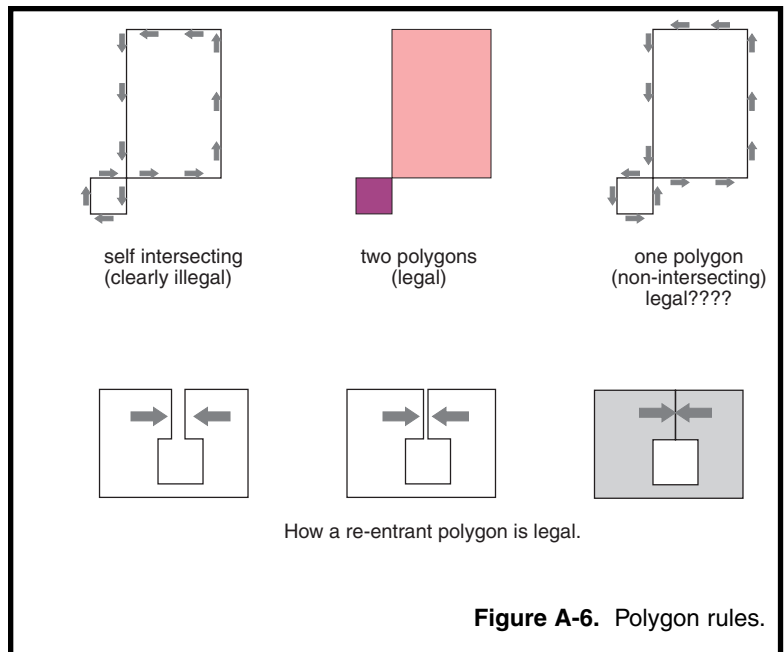 self intersecting
(clearly illegal)
two polygons
(legal)
one polygon
(non-intersecting)
legal????
How a re-entrant polygon is legal.
Figure A-6. Polygon rules.